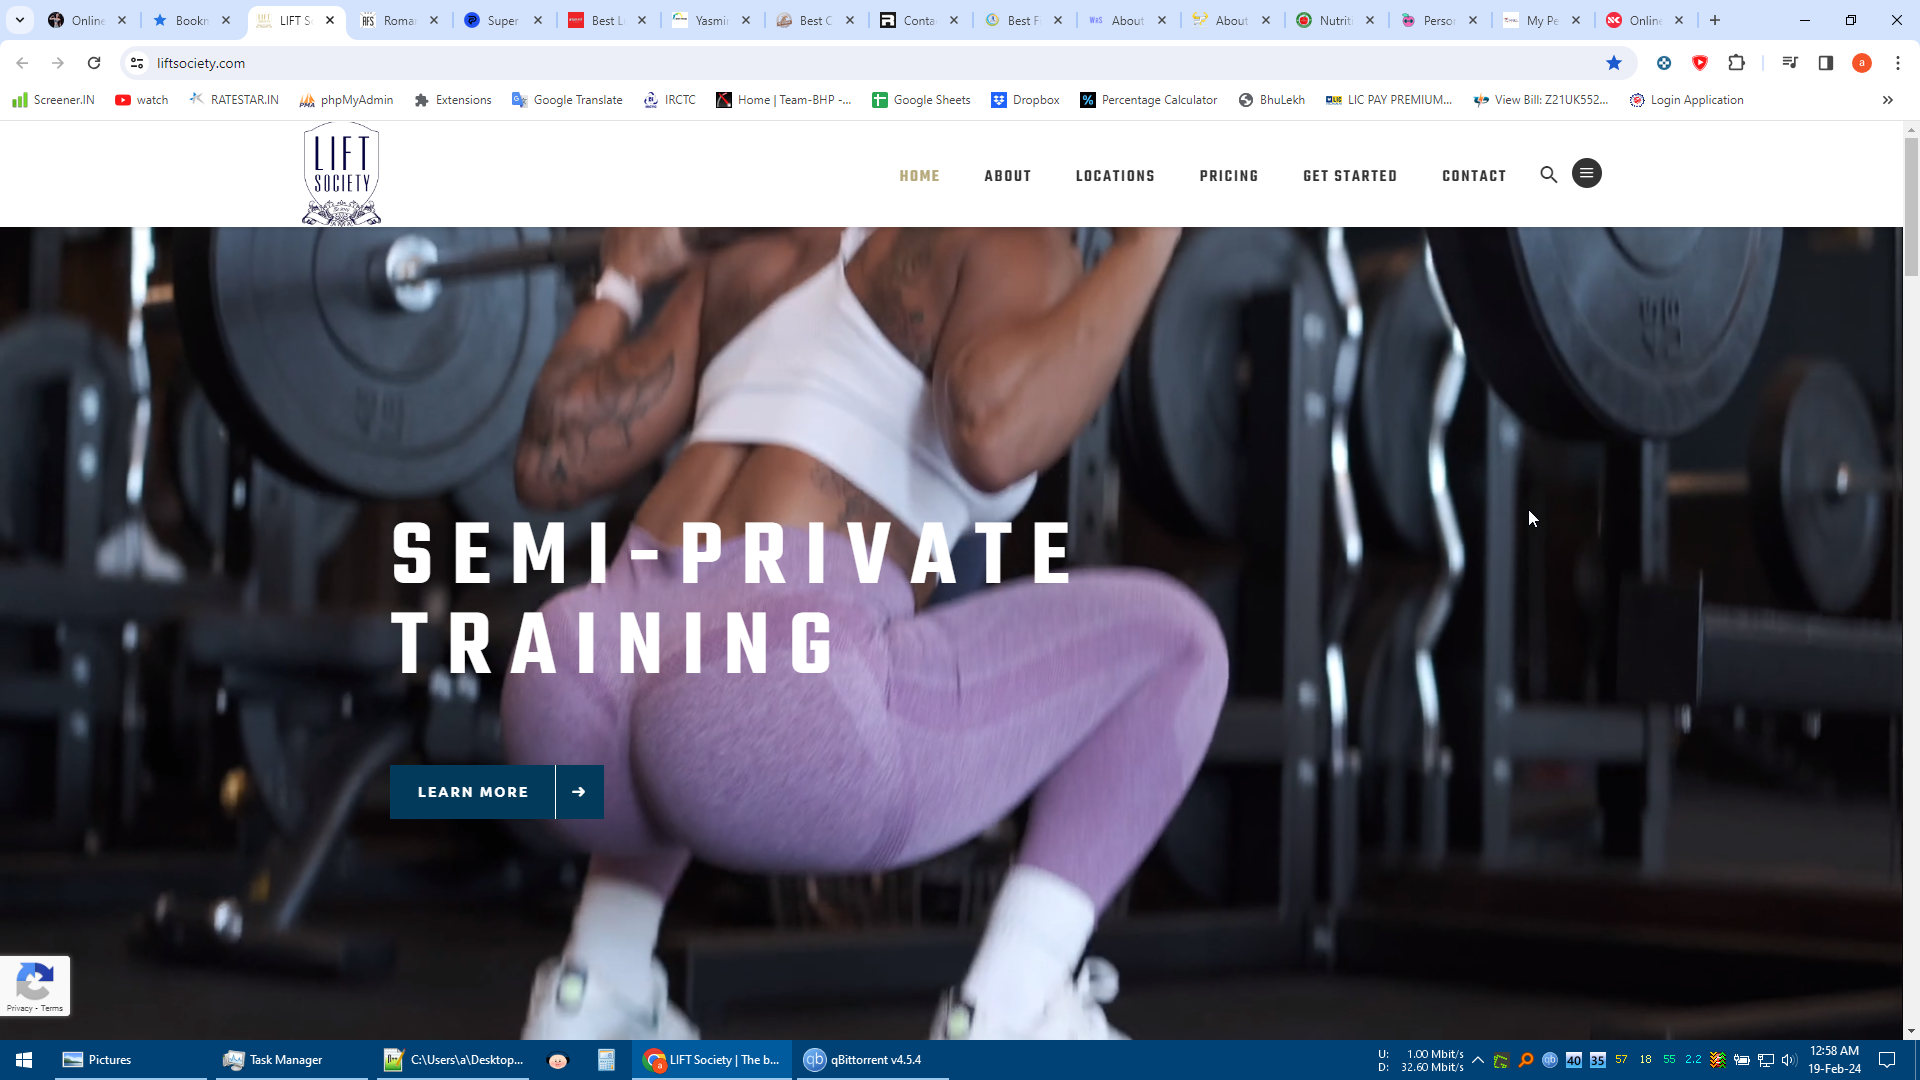 Online
Bookn
LIFT S
Roma
Super
Best L
Yasmi
Best C
Conta
Best F
About
About
Nutrit
Perso
My Pe
Online
liftsociety.com
a
Screener.IN
watch
RATESTAR.IN
phpMyAdmin
Extensions
Google Translate
IRCTC
Home | Team-BHP -...
Google Sheets
Dropbox
Percentage Calculator
BhuLekh
LIC PAY PREMIUM...
View Bill: Z21UK552...
Login Application
LIFT
SOCIETY
HOME
ABOUT
LOCATIONS
PRICING
GET STARTED
CONTACT
SEMI-PRIVATE
TRAINING
LEARN MORE
Privacy - Terms
Pictures
Task Manager
C:\Users\a\Desktop...
LIFT Society | The b...
qBittorrent v4.5.4
U: 1.00 Mbit/s
D: 32.60 Mbit/s
40
35
57
18
55
2.2
12:58 AM
19-Feb-24